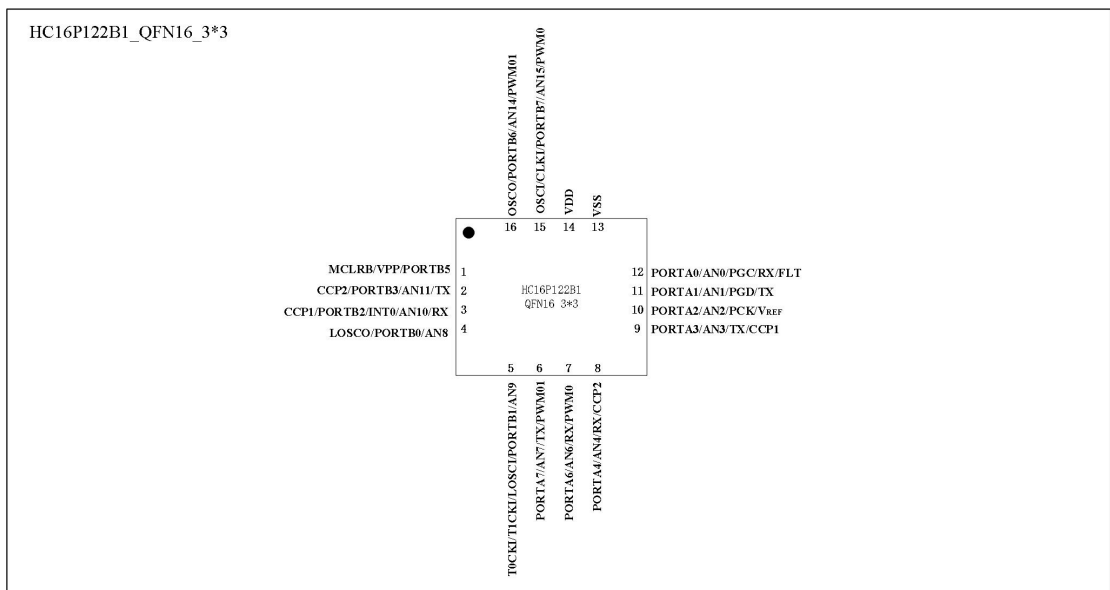 HC16P122B1_QFN16_3*3
OSCO/PORTB6/AN14/PWM01
OSCI/CLKI/PORTB7/AN15/PWM0
VDD
VSS
16 15 14 13
MCLRB/VPP/PORTB5 1
CCP2/PORTB3/AN11/TX 2
CCP1/PORTB2/INT0/AN10/RX 3
LOSCO/PORTB0/AN8 4
HC16P122B1
QFN16 3*3
12 PORTA0/AN0/PGC/RX/FLT
11 PORTA1/AN1/PGD/TX
10 PORTA2/AN2/PCK/VREF
9 PORTA3/AN3/TX/CCP1
5 6 7 8
T0CKI/T1CKI/LOSCI/PORTB1/AN9
PORTA7/AN7/TX/PWM01
PORTA6/AN6/RX/PWM0
PORTA4/AN4/RX/CCP2